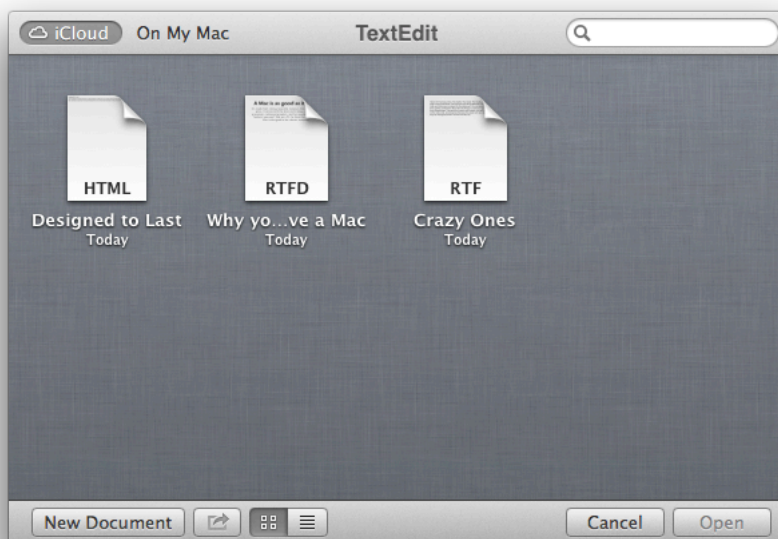 iCloud On My Mac TextEdit
HTML RTFD RTF
Designed to Last Why yo...ve a Mac Crazy Ones
Today Today Today
New Document Cancel Open